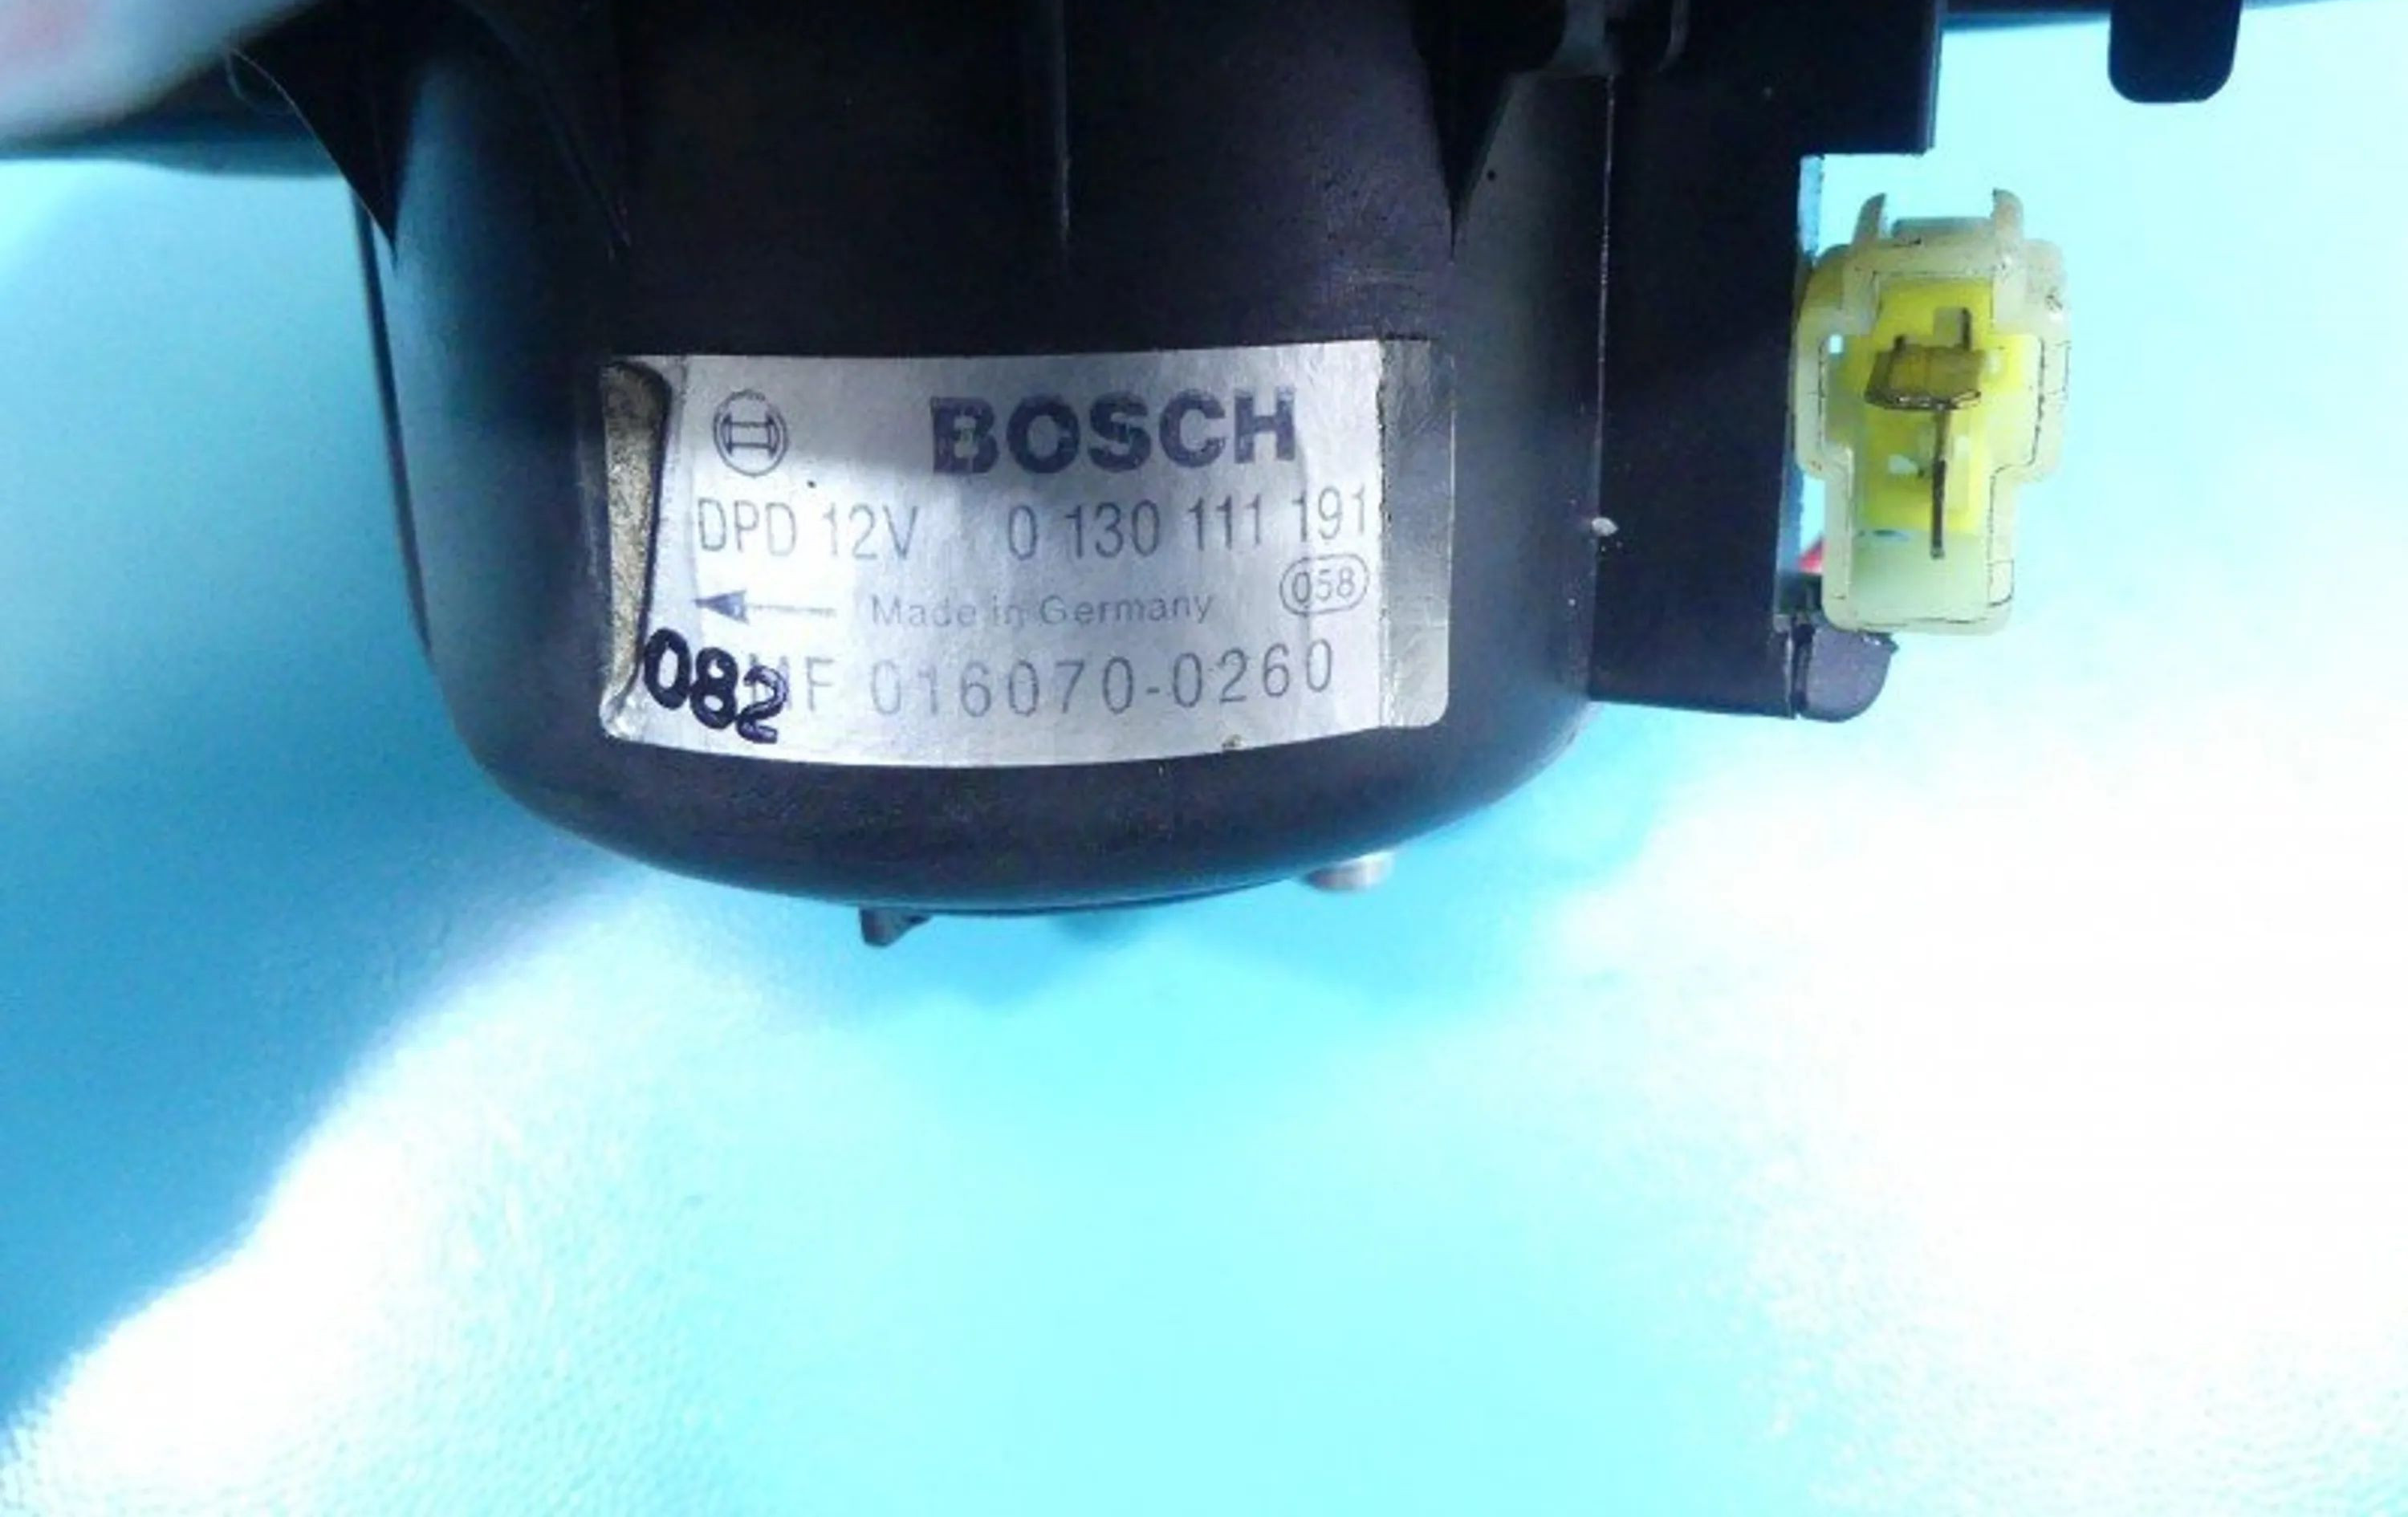 BOSCH
DPD 12V 0 130 111 191
Made in Germany 058
082 MF 016070-0260